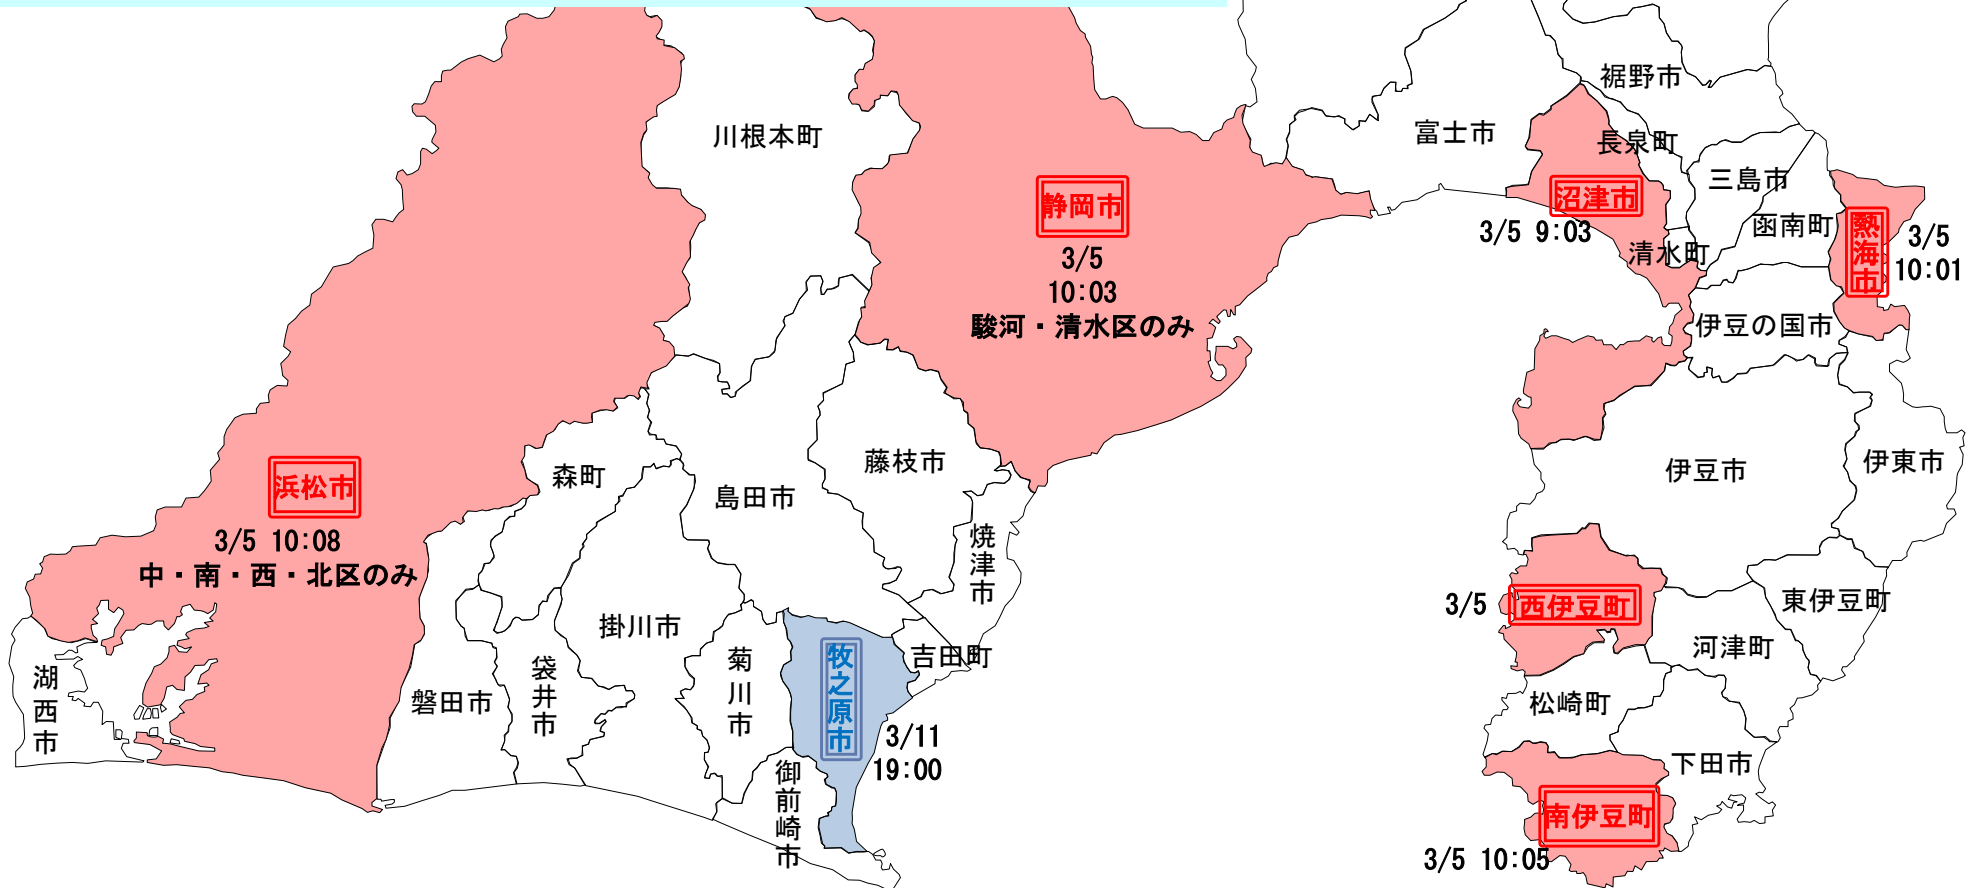 裾野市
川根本町
富士市
長泉町
三島市
静岡市
3/5
10:03
駿河・清水区のみ
沼津市
3/5 9:03
清水町
函南町
熱海市
3/5
10:01
伊豆の国市
藤枝市
森町
島田市
浜松市
3/5 10:08
中・南・西・北区のみ
焼津市
伊豆市
伊東市
掛川市
西伊豆町
3/5
東伊豆町
河津町
吉田町
牧之原市
3/11
19:00
菊川市
袋井市
磐田市
湖西市
松崎町
下田市
御前崎市
南伊豆町
3/5 10:05